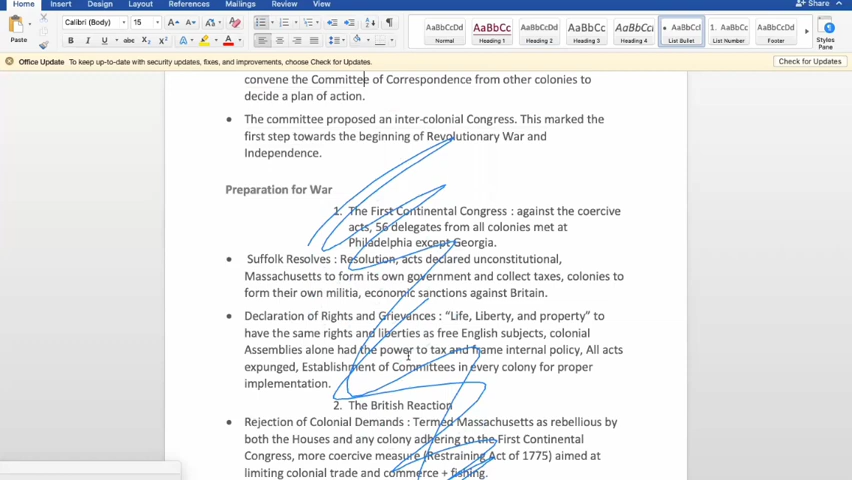 Home Insert Design Layout References Mailings Review View Share
Paste Calibri (Body) 15 Styles Pane
AaBbCcDd Normal AaBbCc Heading 1 AaBbCcDd Heading 2 AaBbCc Heading 3 AaBbCcI Heading 4 AaBbCcI List Bullet 1. AaBbCcI List Number AaBbCcDd Footer
Office Update To keep up-to-date with security updates, fixes, and improvements, choose Check for Updates. Check for Updates
convene the Committee of Correspondence from other colonies to
decide a plan of action.
• The committee proposed an inter-colonial Congress. This marked the
first step towards the beginning of Revolutionary War and
Independence.
Preparation for War
1. The First Continental Congress : against the coercive
acts, 56 delegates from all colonies met at
Philadelphia except Georgia.
• Suffolk Resolves : Resolution, acts declared unconstitutional,
Massachusetts to form its own government and collect taxes, colonies to
form their own militia, economic sanctions against Britain.
• Declaration of Rights and Grievances : “Life, Liberty, and property” to
have the same rights and liberties as free English subjects, colonial
Assemblies alone had the power to tax and frame internal policy, All acts
expunged, Establishment of Committees in every colony for proper
implementation.
2. The British Reaction
• Rejection of Colonial Demands : Termed Massachusetts as rebellious by
both the Houses and any colony adhering to the First Continental
Congress, more coercive measure (Restraining Act of 1775) aimed at
limiting colonial trade and commerce + fishing.